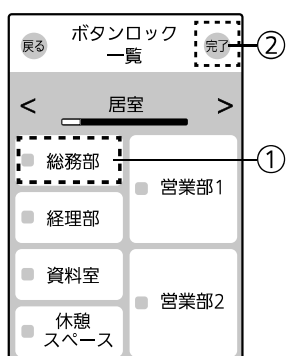 戻る
ボタンロック
一覧
完了
②
<
居室
>
総務部
①
営業部1
経理部
資料室
営業部2
休憩
スペース